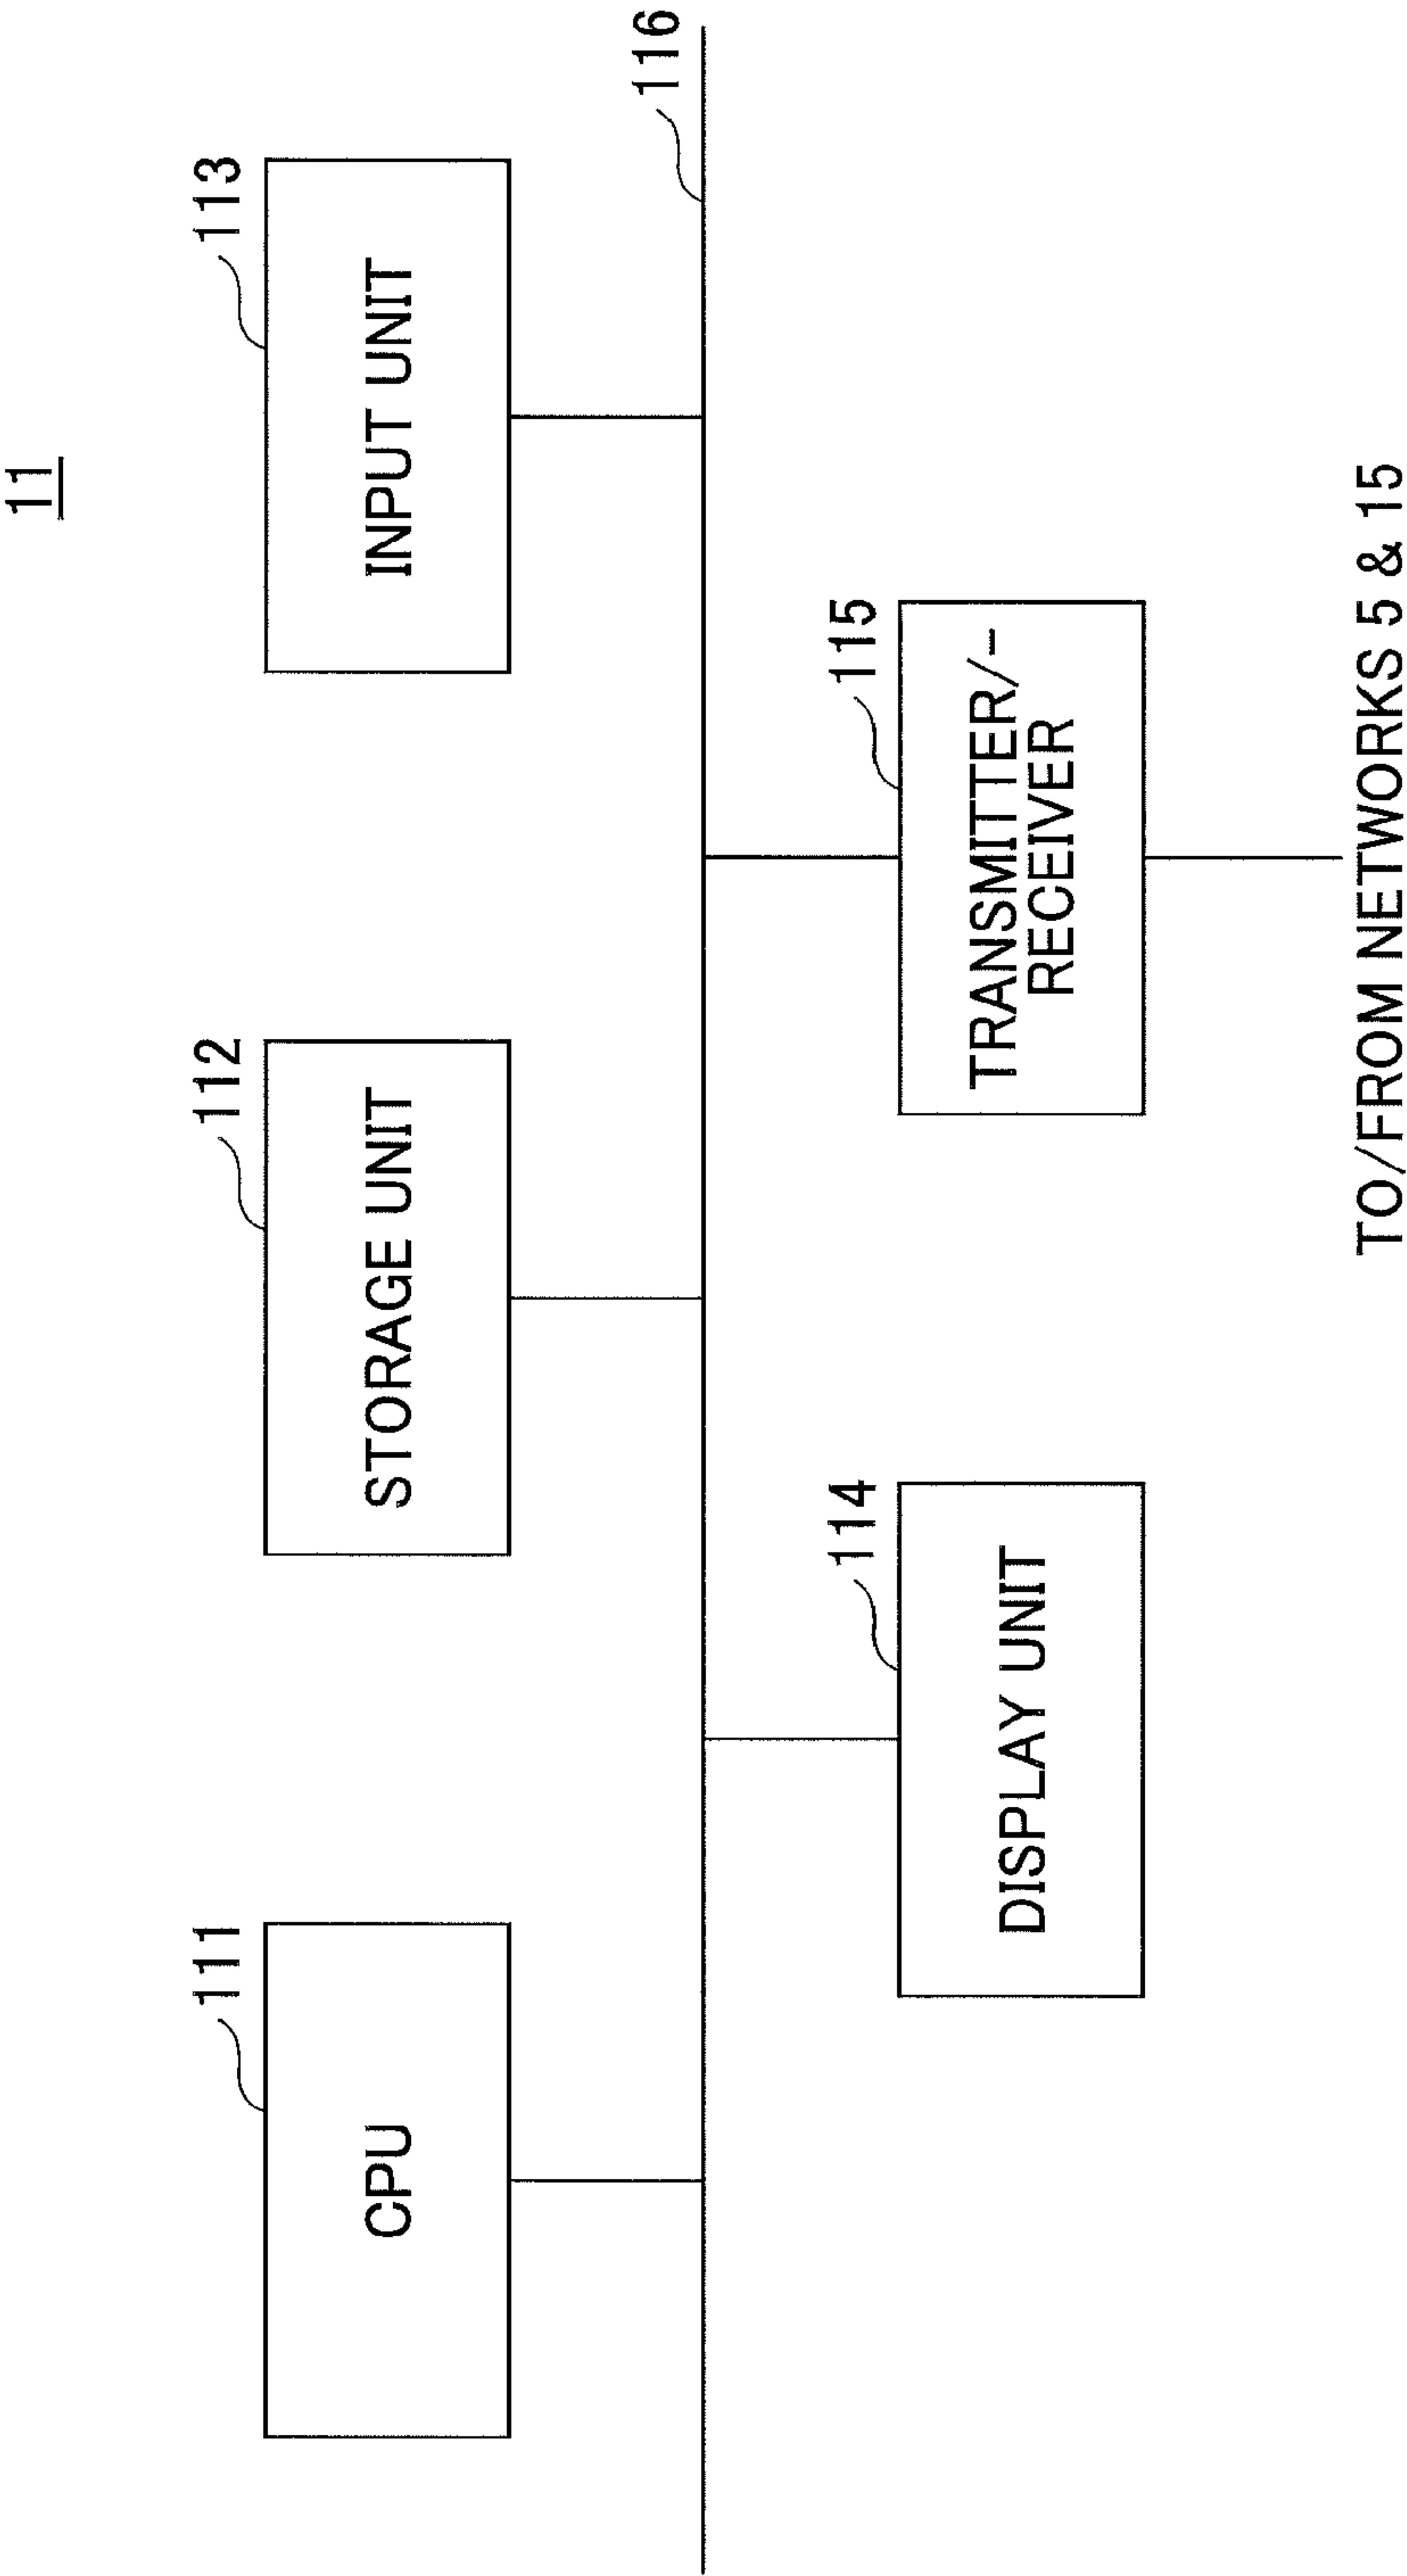 11
111
CPU
112
STORAGE UNIT
113
INPUT UNIT
116
114
DISPLAY UNIT
115
TRANSMITTER/-
RECEIVER
TO/FROM NETWORKS 5 & 15